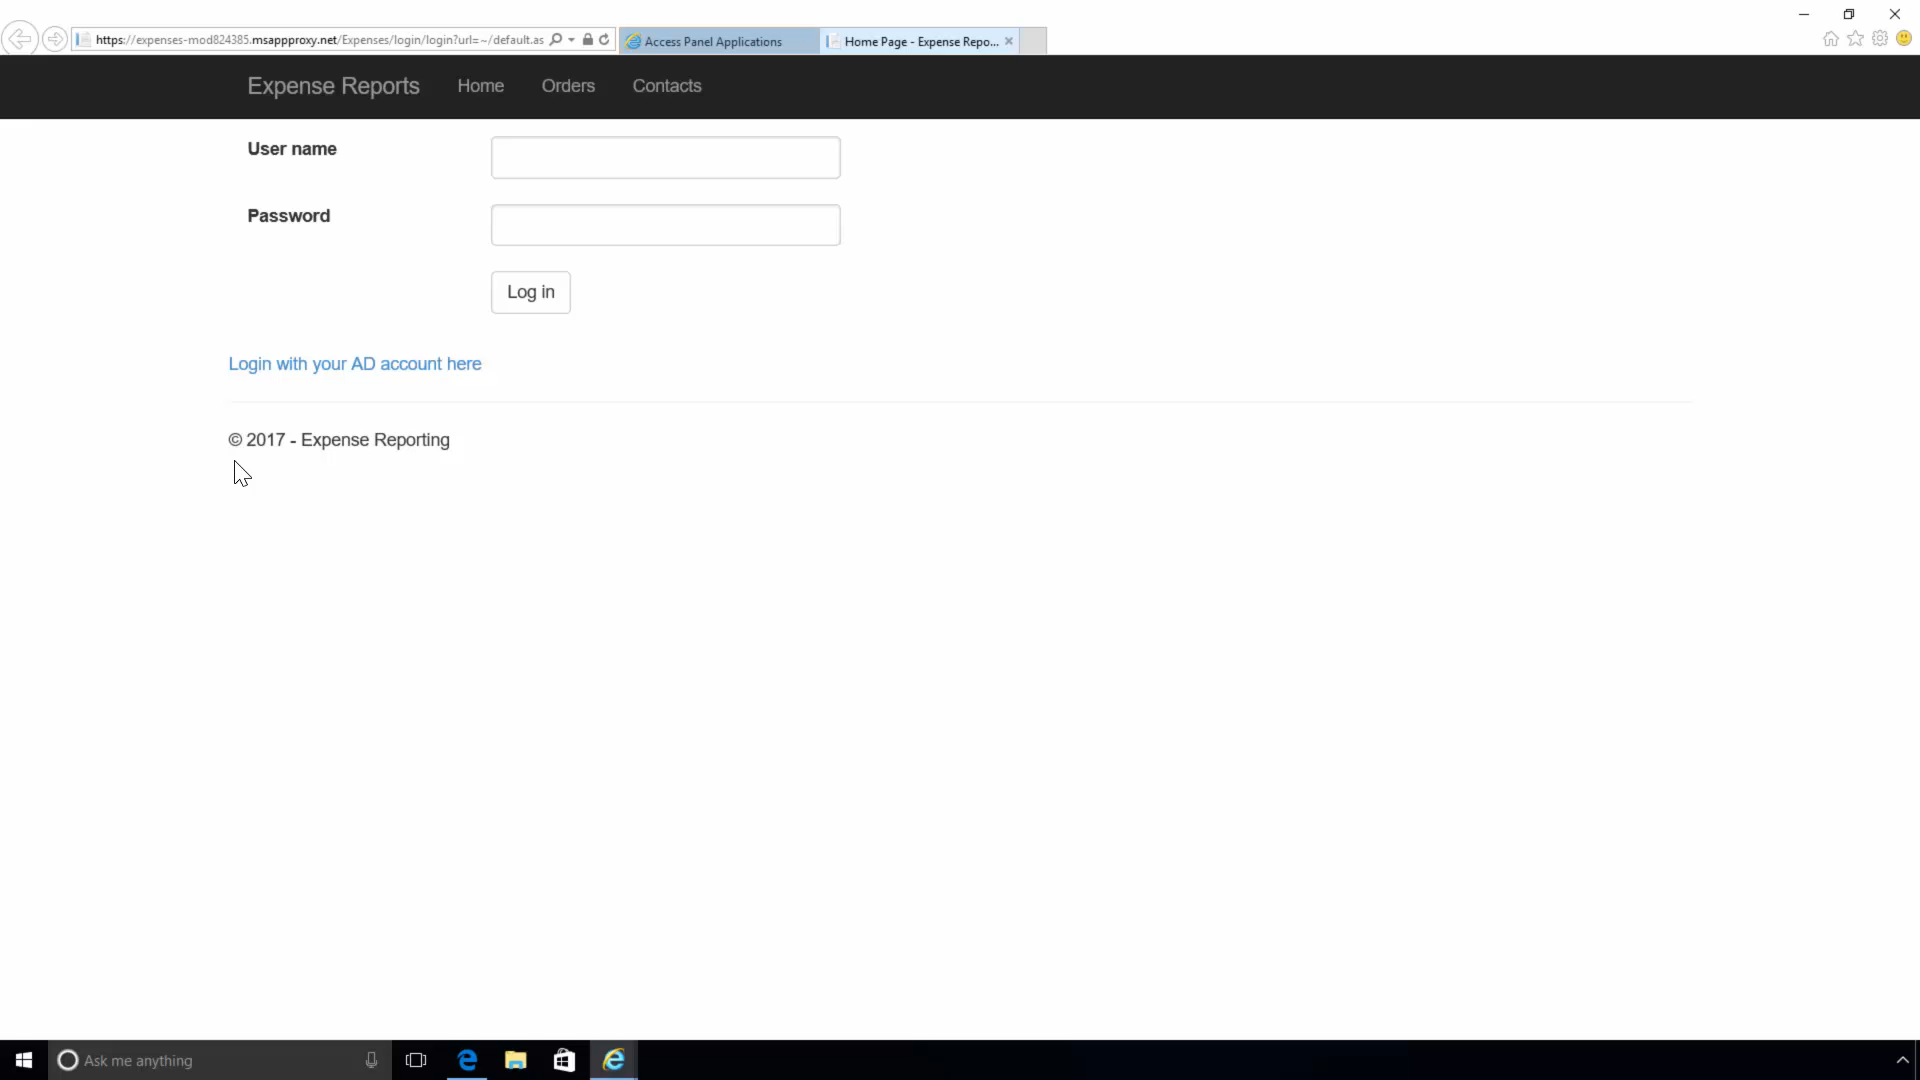 https://expenses-mod824385.msappproxy.net/Expenses/login/login?url=~/default.as
Access Panel Applications
Home Page - Expense Repo...
Expense Reports
Home
Orders
Contacts
User name
Password
Log in
Login with your AD account here
© 2017 - Expense Reporting
Ask me anything